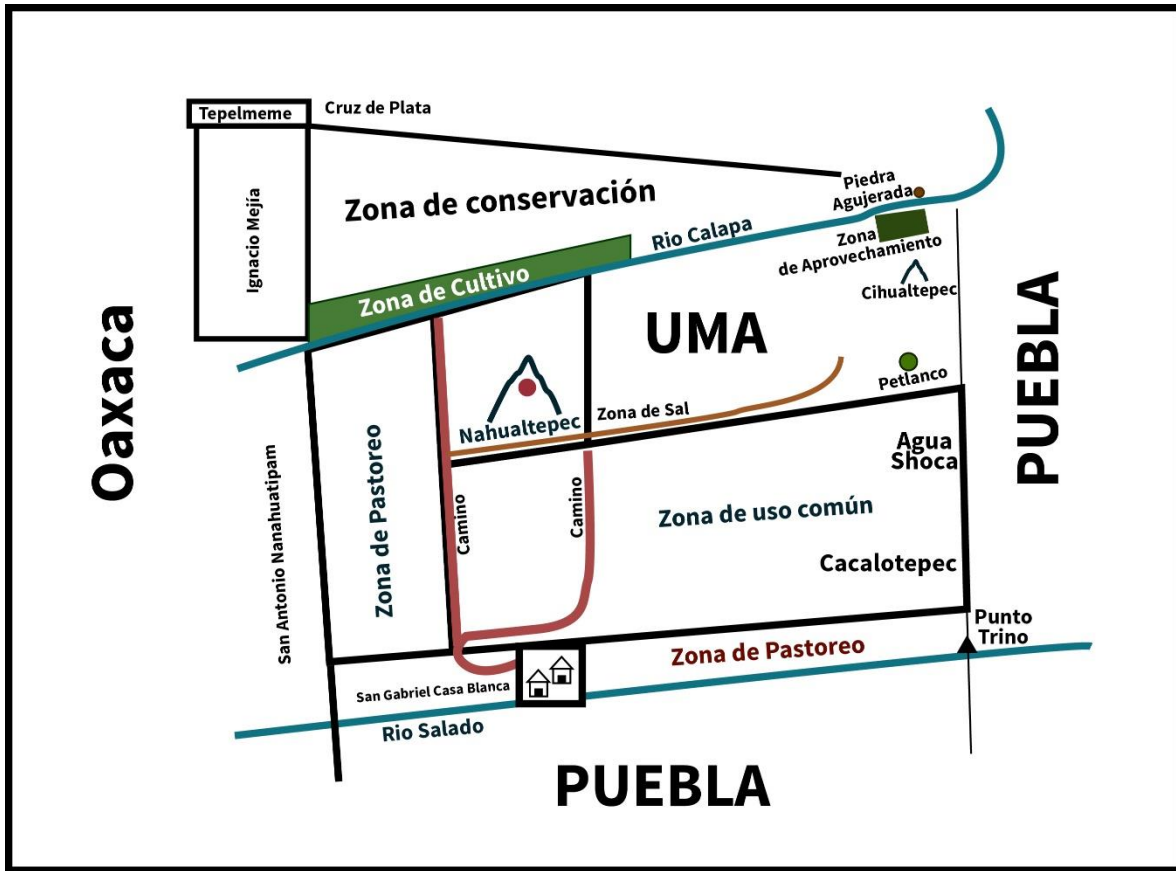 Tepelmeme
Cruz de Plata
Ignacio Mejía
Zona de conservación
Piedra
Agujerada
Rio Calapa
Zona
de Aprovechamiento
Zona de Cultivo
Cihualtepec
Oaxaca
UMA
PUEBLA
Nahualtepec
Zona de Sal
Petlanco
Agua
Shoca
San Antonio Nanahuatipam
Zona de Pastoreo
Camino
Camino
Zona de uso común
Cacalotepec
Punto
Trino
Zona de Pastoreo
San Gabriel Casa Blanca
Rio Salado
PUEBLA